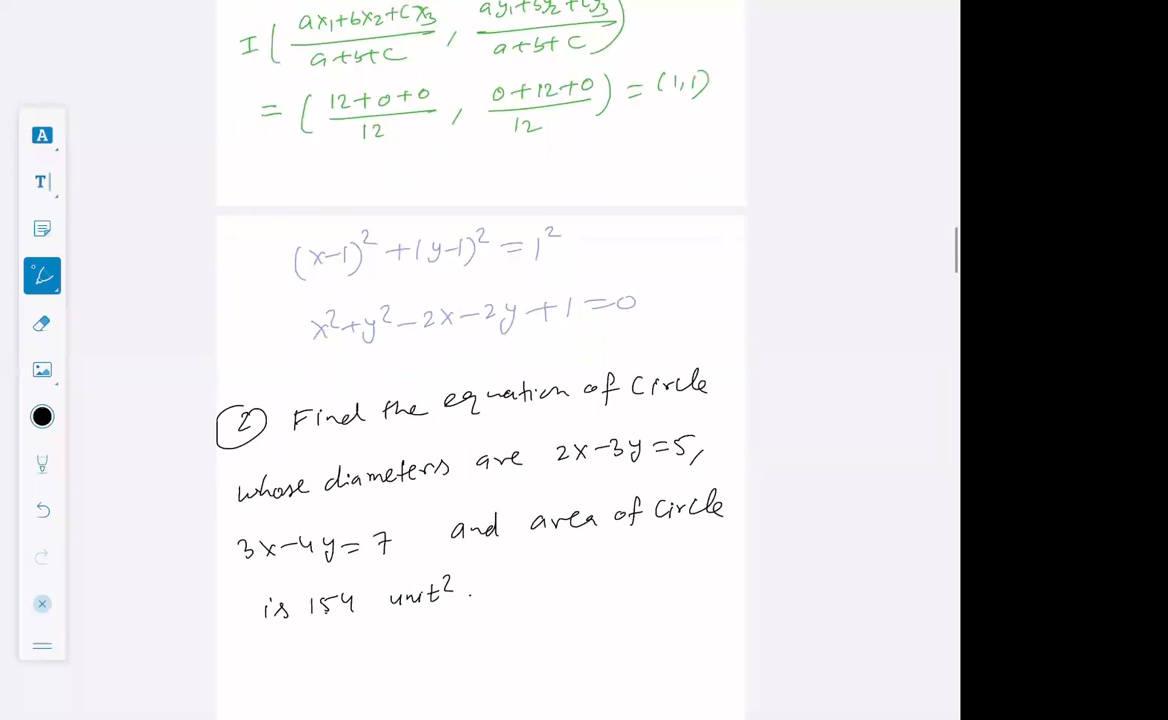 I ( ax₁+bx₂+cx₃ / a+b+c , ay₁+by₂+cy₃ / a+b+c )
= ( 12+0+0 / 12 , 0+12+0 / 12 ) = (1,1)
(x-1)² + (y-1)² = 1²
x²+y²-2x-2y+1=0
② Find the equation of circle
whose diameters are 2x-3y=5,
3x-4y=7 and area of circle
is 154 unit².
A
T|